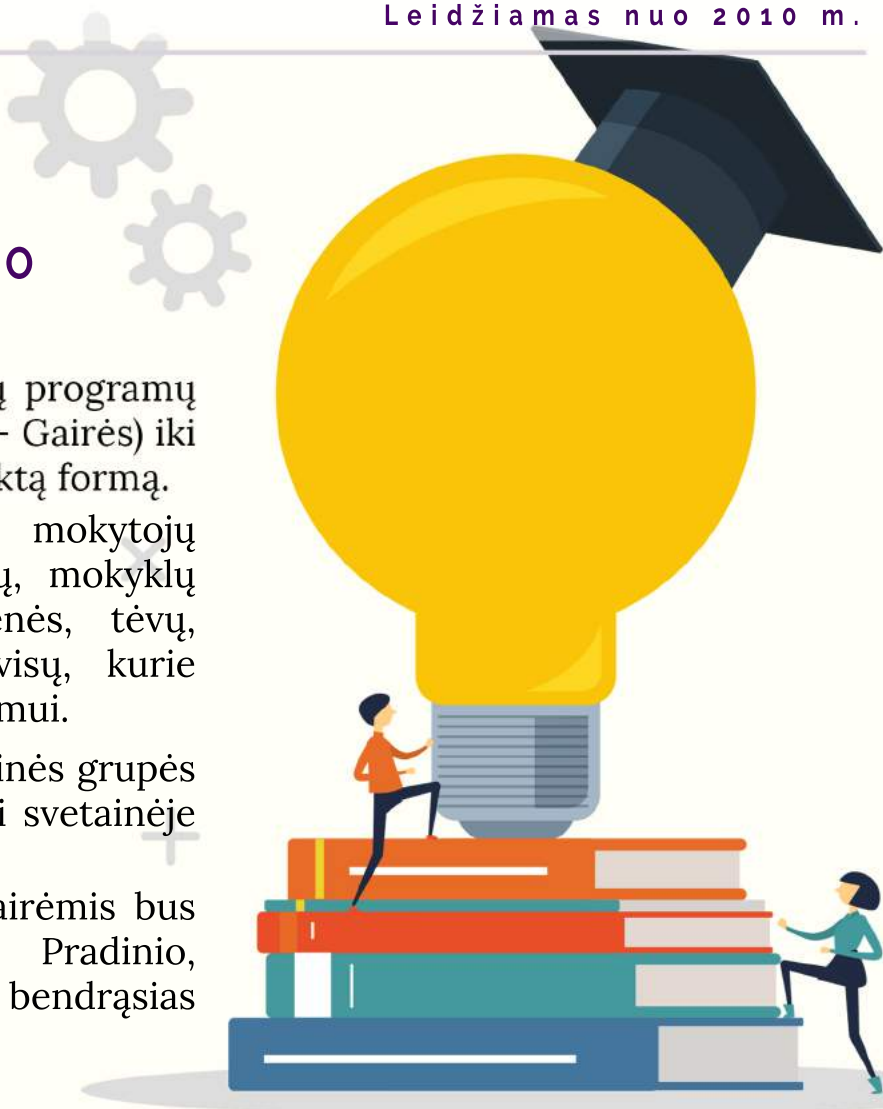 Leidžiamas nuo 2010 m.
o
ų programų
– Gairės) iki
ktą formą.
mokytojų
ų, mokyklų
enės, tėvų,
visų, kurie
mui.
inės grupės
i svetainėje
airėmis bus
Pradinio,
bendrąsias